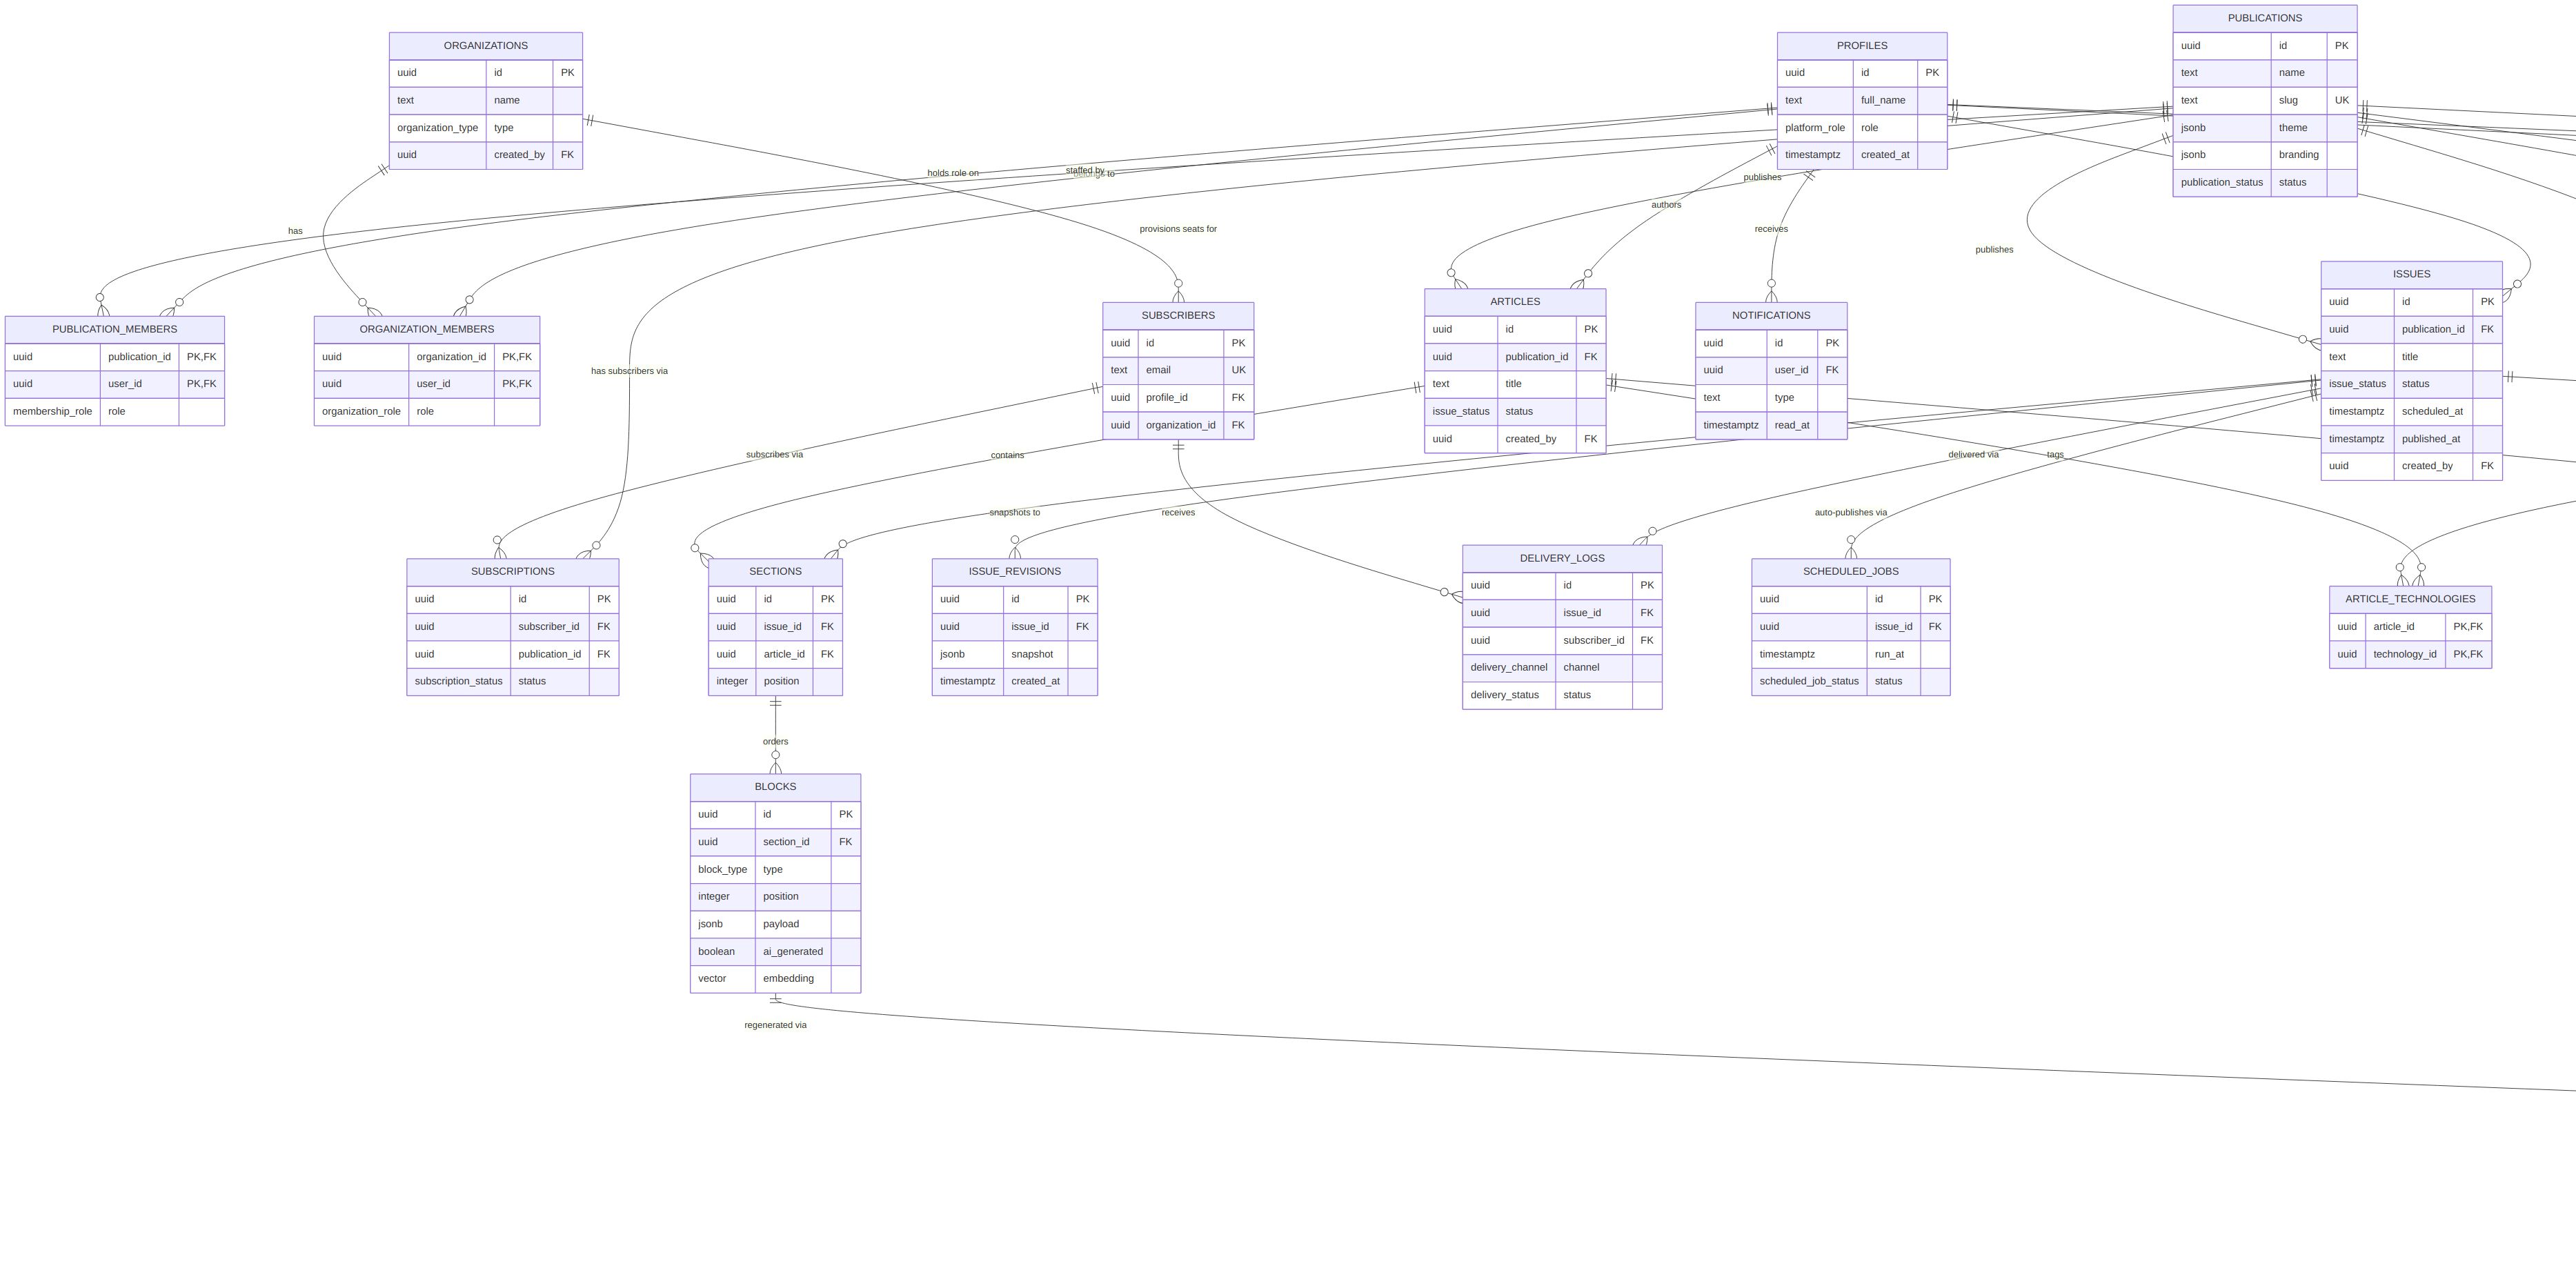 PUBLICATIONS
uuid id PK
text name
text slug UK
jsonb theme
jsonb branding
publication_status status
ORGANIZATIONS
uuid id PK
text name
organization_type type
uuid created_by FK
PROFILES
uuid id PK
text full_name
platform_role role
timestamptz created_at
holds role on
staffed by
belongs to
publishes
authors
has
provisions seats for
receives
publishes
ISSUES
uuid id PK
uuid publication_id FK
text title
issue_status status
timestamptz scheduled_at
timestamptz published_at
uuid created_by FK
PUBLICATION_MEMBERS
uuid publication_id PK,FK
uuid user_id PK,FK
membership_role role
ORGANIZATION_MEMBERS
uuid organization_id PK,FK
uuid user_id PK,FK
organization_role role
SUBSCRIBERS
uuid id PK
text email UK
uuid profile_id FK
uuid organization_id FK
ARTICLES
uuid id PK
uuid publication_id FK
text title
issue_status status
uuid created_by FK
NOTIFICATIONS
uuid id PK
uuid user_id FK
text type
timestamptz read_at
has subscribers via
subscribes via
contains
delivered via
tags
snapshots to
receives
auto-publishes via
SUBSCRIPTIONS
uuid id PK
uuid subscriber_id FK
uuid publication_id FK
subscription_status status
SECTIONS
uuid id PK
uuid issue_id FK
uuid article_id FK
integer position
ISSUE_REVISIONS
uuid id PK
uuid issue_id FK
jsonb snapshot
timestamptz created_at
DELIVERY_LOGS
uuid id PK
uuid issue_id FK
uuid subscriber_id FK
delivery_channel channel
delivery_status status
SCHEDULED_JOBS
uuid id PK
uuid issue_id FK
timestamptz run_at
scheduled_job_status status
ARTICLE_TECHNOLOGIES
uuid article_id PK,FK
uuid technology_id PK,FK
orders
BLOCKS
uuid id PK
uuid section_id FK
block_type type
integer position
jsonb payload
boolean ai_generated
vector embedding
regenerated via